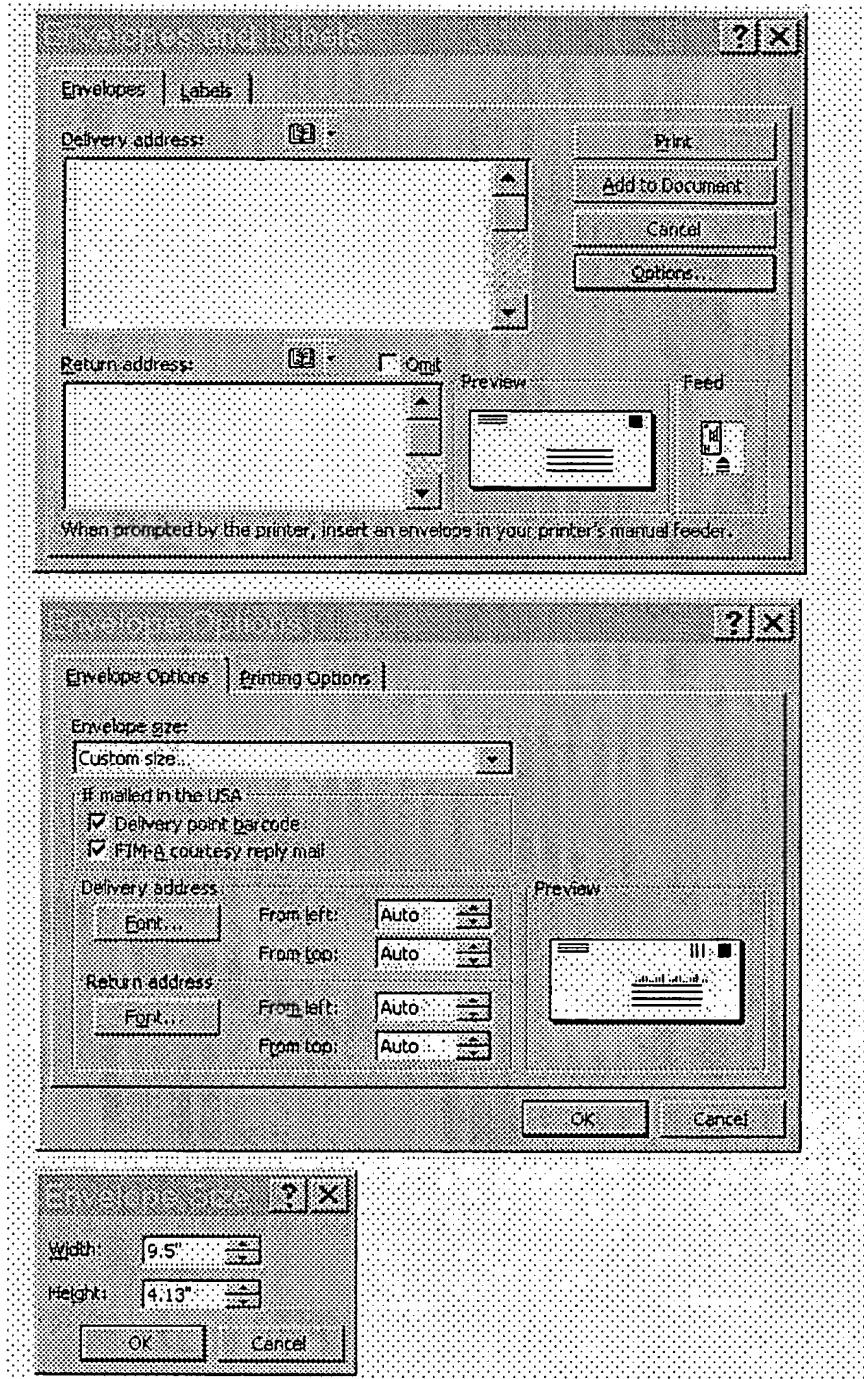 Envelopes and Labels
Envelopes Labels
Delivery address:
Print
Add to Document
Cancel
Options...
Return address:
Omit
Preview
Feed
When prompted by the printer, insert an envelope in your printer's manual feeder.
Envelope Options
Envelope Options Printing Options
Envelope size:
Custom size...
If mailed in the USA
Delivery point barcode
FIM-A courtesy reply mail
Delivery address
Font...
From left: Auto
From top: Auto
Return address
Font...
From left: Auto
From top: Auto
Preview
OK Cancel
Envelope Size
Width: 9.5"
Height: 4.13"
OK Cancel